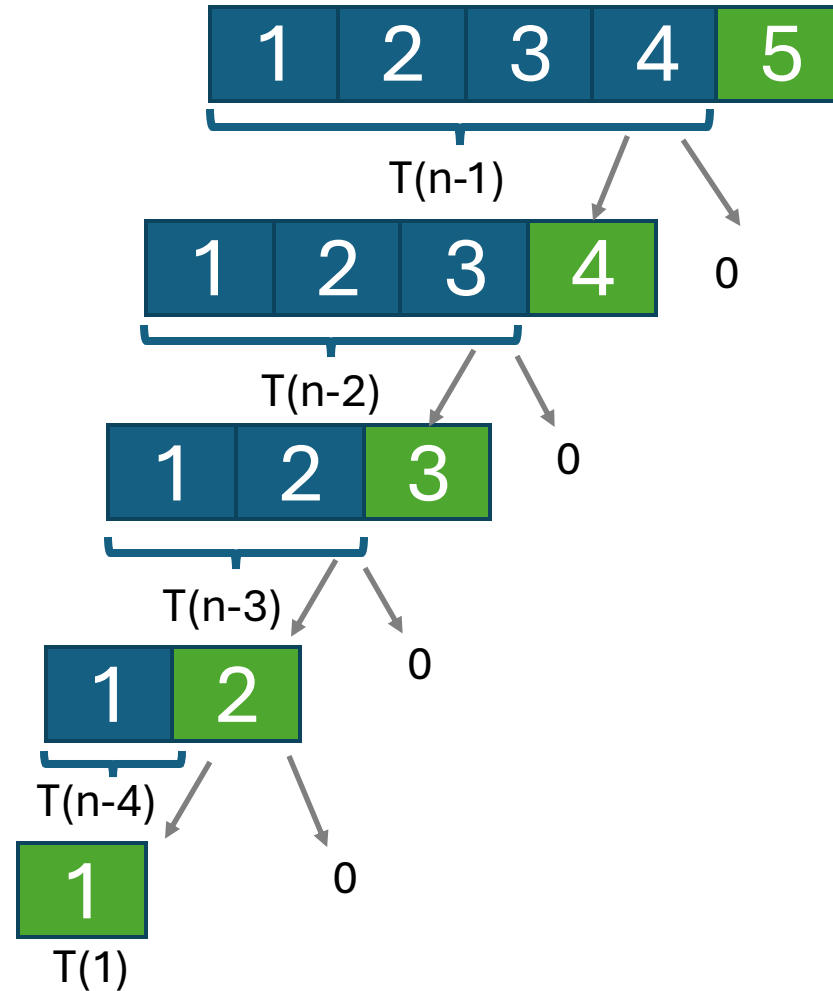 1 2 3 4 5
T(n-1)
1 2 3 4 0
T(n-2)
1 2 3 0
T(n-3)
1 2 0
T(n-4)
1 0
T(1)